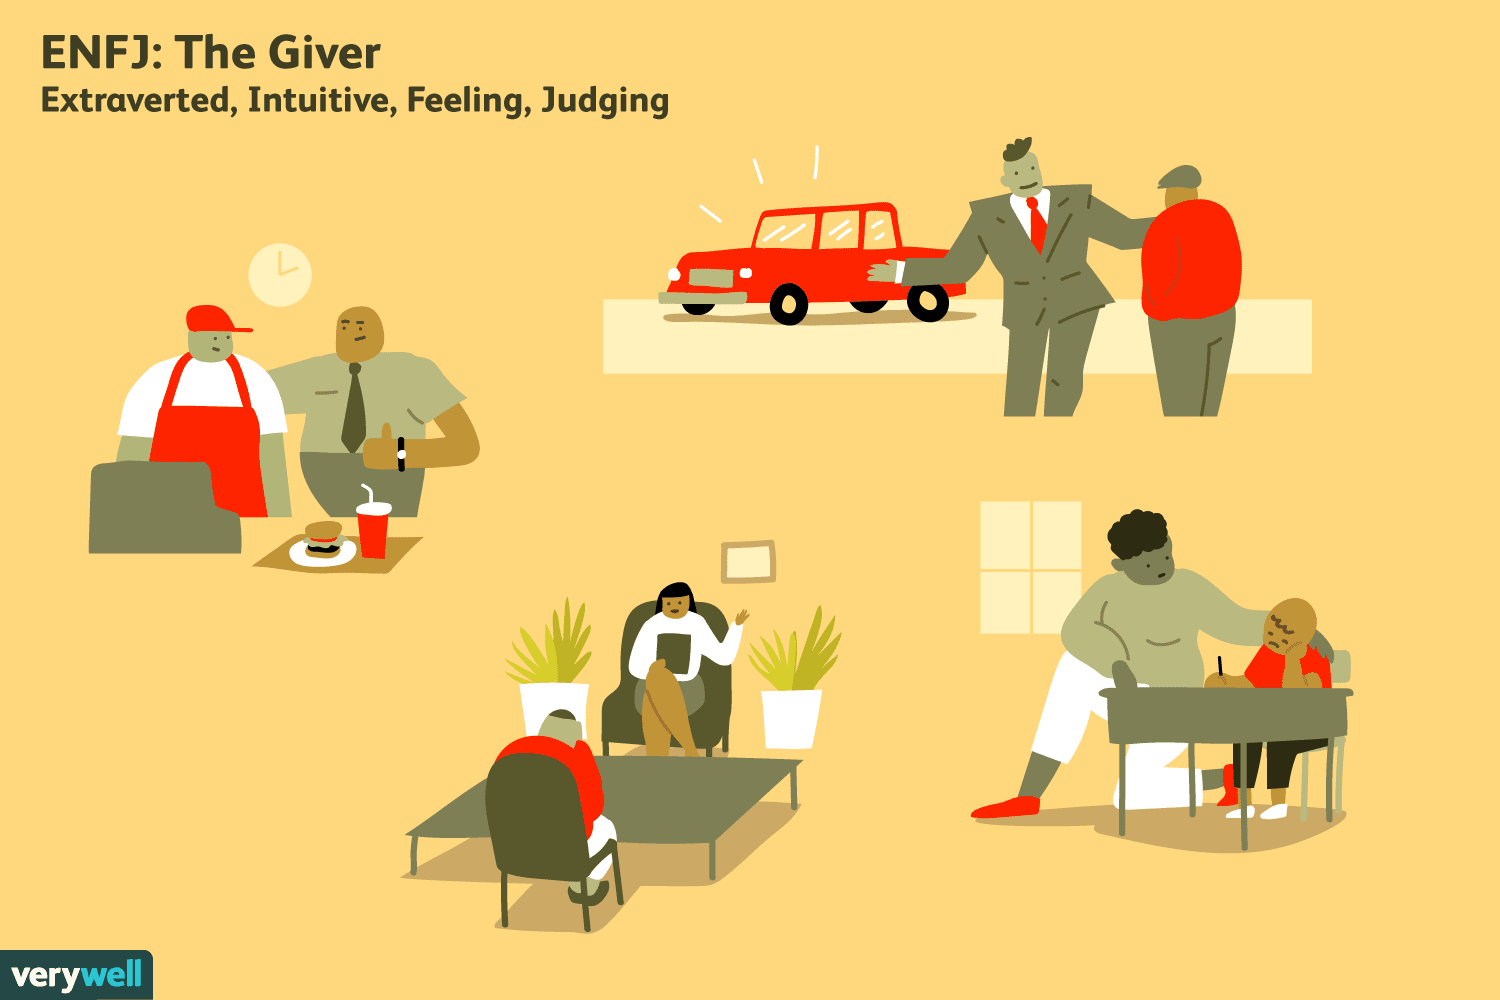 ENFJ: The Giver
Extraverted, Intuitive, Feeling, Judging
verywell